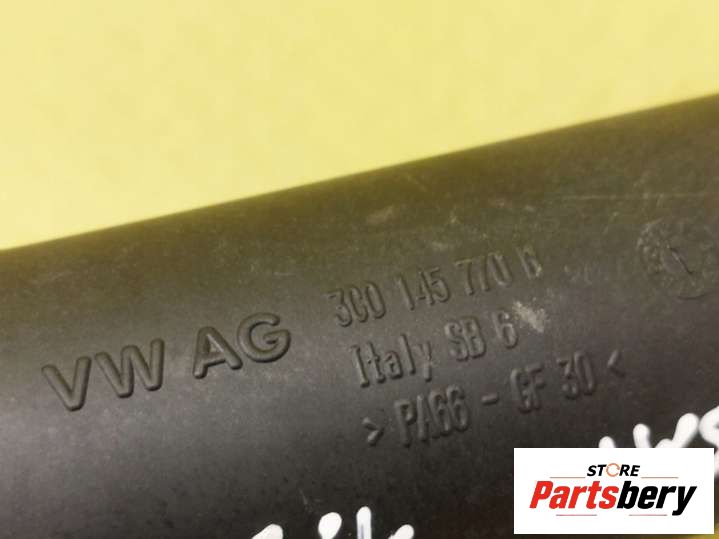 VW AG
3C0 145 770 B
Italy SB 6
> PA66 - GF 30 <
STORE
Partsbery